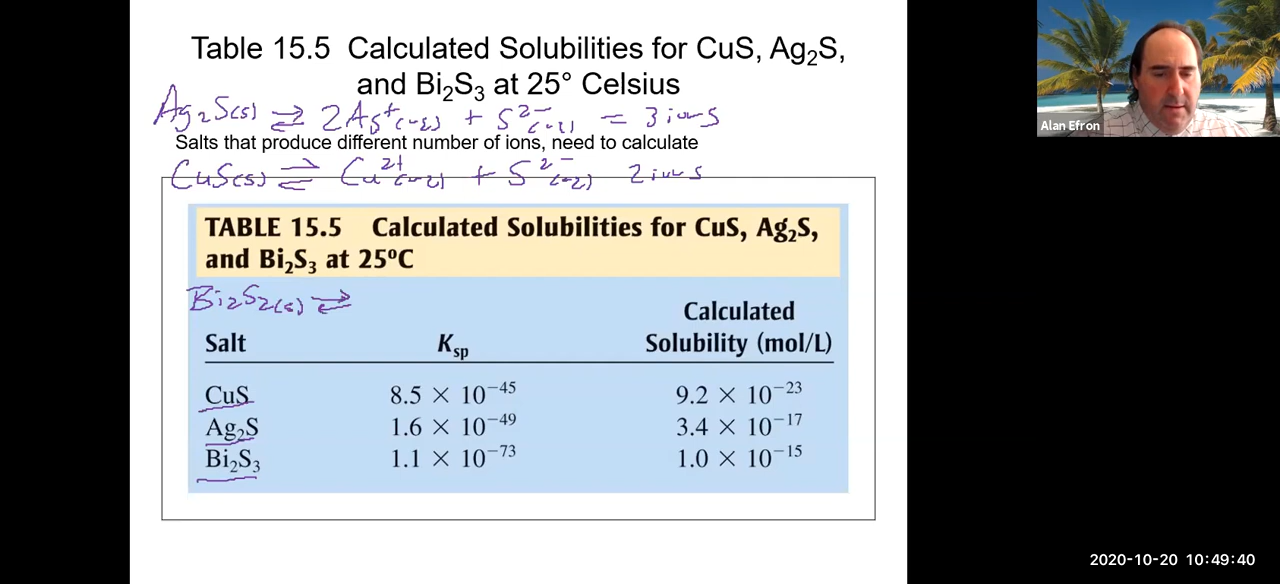 Table 15.5 Calculated Solubilities for CuS, Ag₂S,
and Bi₂S₃ at 25° Celsius
Ag₂S(s) ⇌ 2Ag⁺(aq) + S²⁻(aq) = 3 ions
Salts that produce different number of ions, need to calculate
CuS(s) ⇌ Cu²⁺(aq) + S²⁻(aq) 2 ions
TABLE 15.5 Calculated Solubilities for CuS, Ag₂S,
and Bi₂S₃ at 25°C
Bi₂S₂(s) ⇌
Calculated
Salt Ksp Solubility (mol/L)
CuS 8.5 × 10⁻⁴⁵ 9.2 × 10⁻²³
Ag₂S 1.6 × 10⁻⁴⁹ 3.4 × 10⁻¹⁷
Bi₂S₃ 1.1 × 10⁻⁷³ 1.0 × 10⁻¹⁵
Alan Efron
2020-10-20 10:49:40